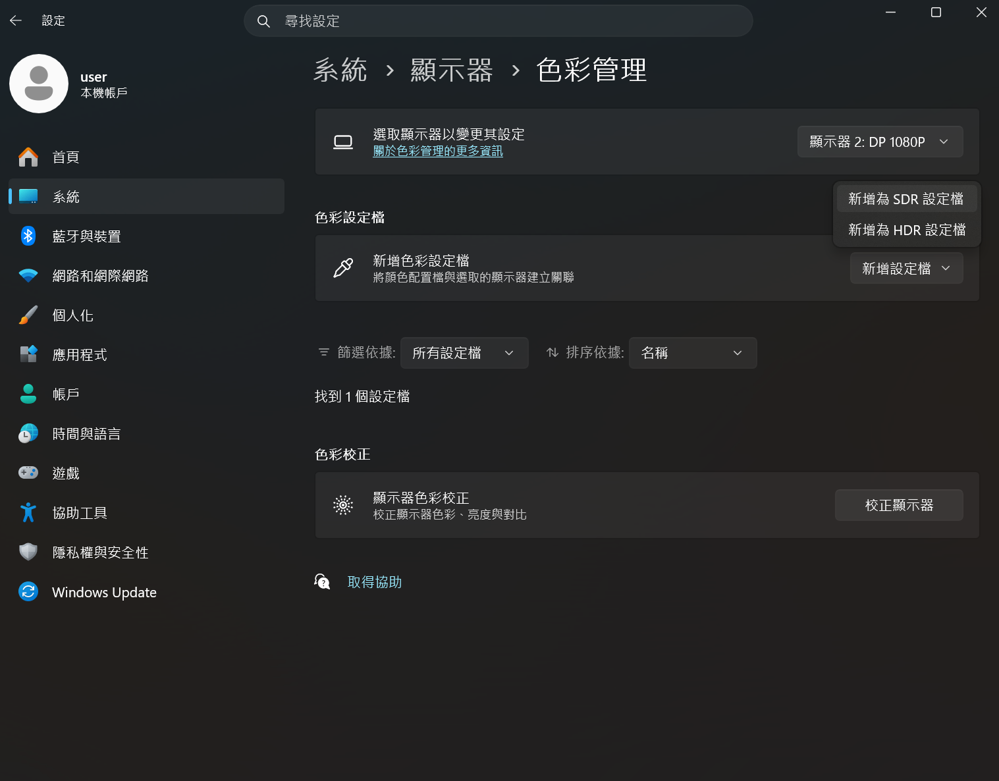 設定
尋找設定
user
本機帳戶
首頁
系統
藍牙與裝置
網路和網際網路
個人化
應用程式
帳戶
時間與語言
遊戲
協助工具
隱私權與安全性
Windows Update
系統 › 顯示器 › 色彩管理
選取顯示器以變更其設定
關於色彩管理的更多資訊
顯示器 2: DP 1080P
新增為 SDR 設定檔
新增為 HDR 設定檔
色彩設定檔
新增色彩設定檔
將顏色配置檔與選取的顯示器建立關聯
新增設定檔
篩選依據: 所有設定檔 排序依據: 名稱
找到 1 個設定檔
色彩校正
顯示器色彩校正
校正顯示器色彩、亮度與對比
校正顯示器
取得協助